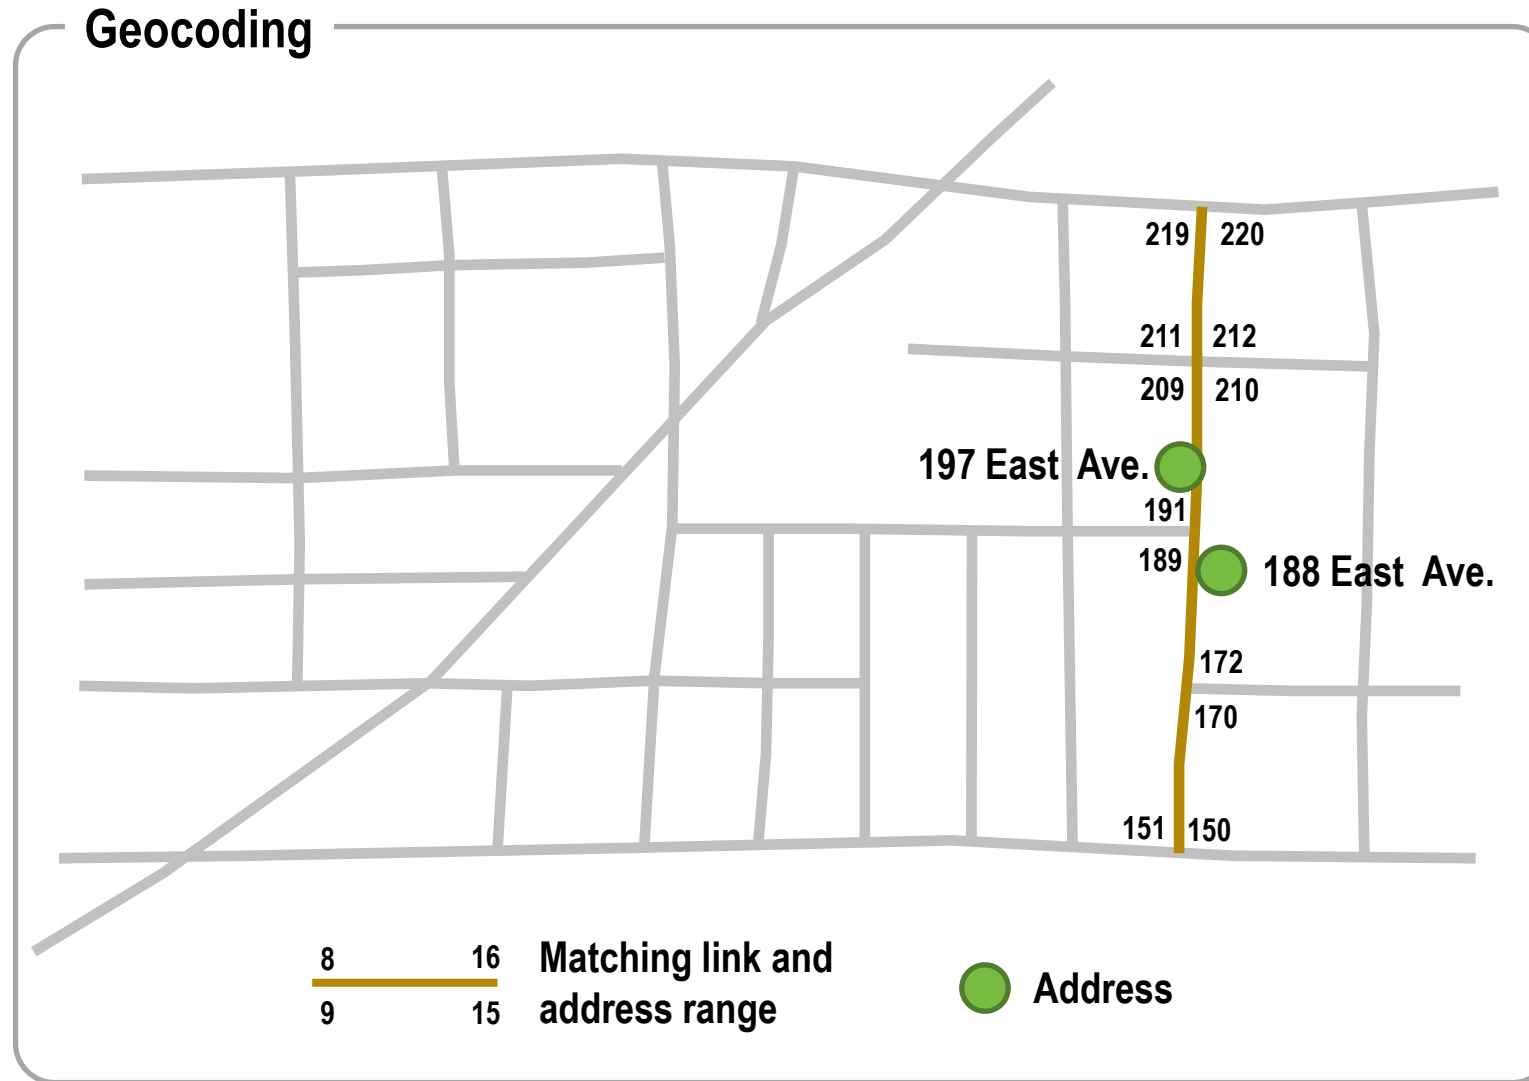 Geocoding
219 220
211 212
209 210
197 East Ave.
191
189
188 East Ave.
172
170
151 150
8 16
9 15
Matching link and
address range
Address